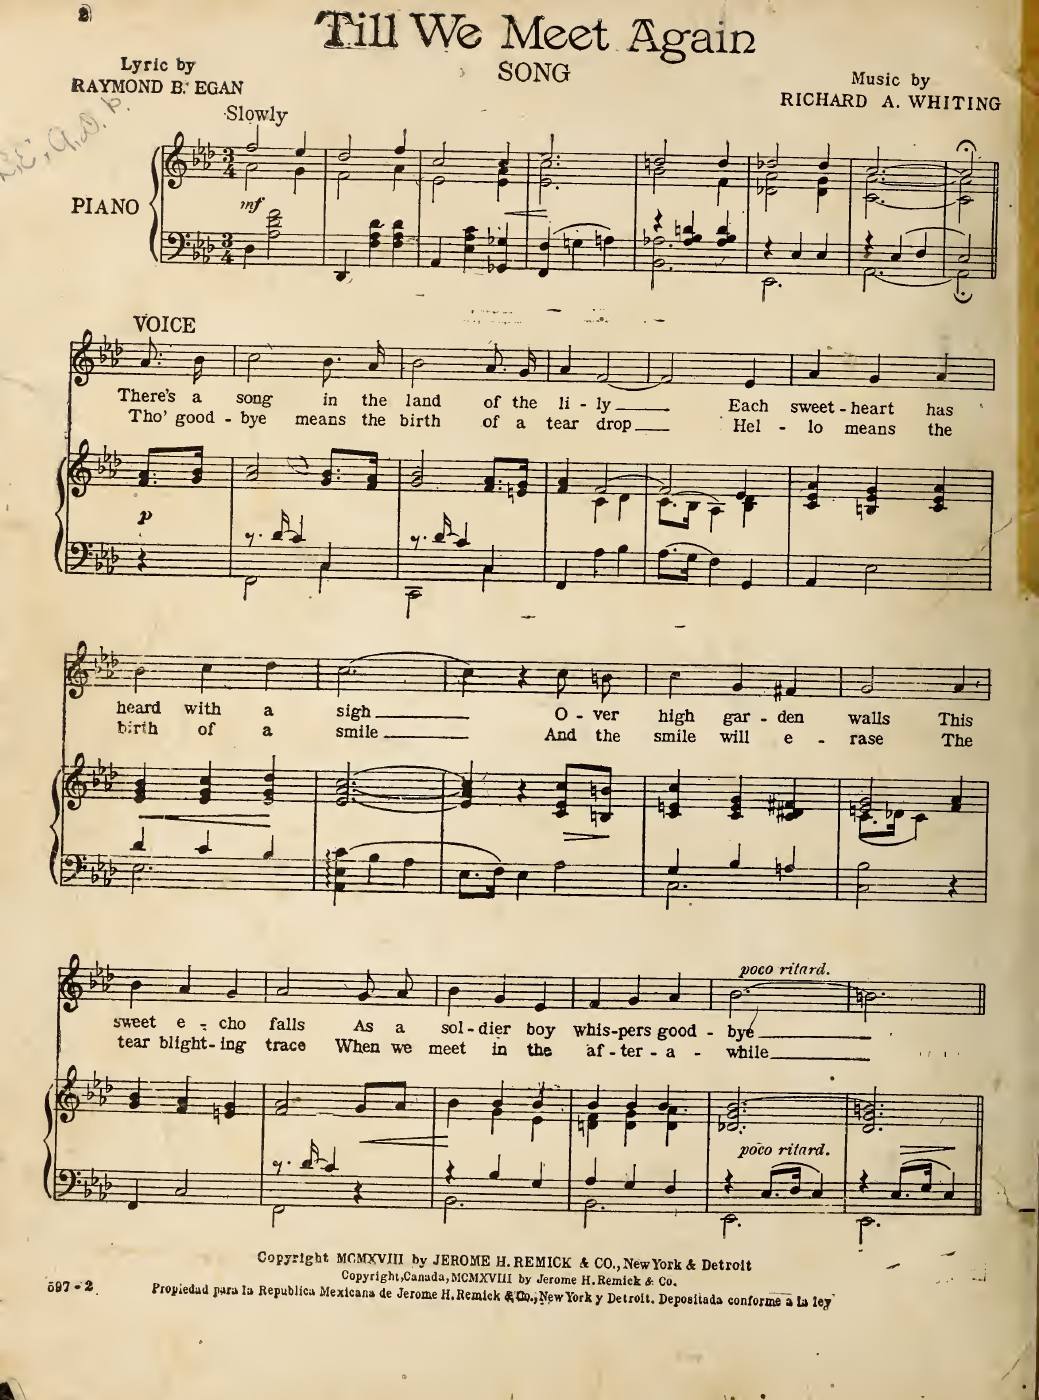 2
Till We Meet Again
SONG
Lyric by
RAYMOND B. EGAN
Music by
RICHARD A. WHITING
Slowly
PIANO
mf
VOICE
There's a song in the land of the li - ly Each sweet - heart has
Tho' good - bye means the birth of a tear drop Hel - lo means the
p
heard with a sigh O - ver high gar - den walls This
birth of a smile And the smile will e - rase The
poco ritard.
sweet e - cho falls As a sol - dier boy whis - pers good - bye
tear blight - ing trace When we meet in the af - ter - a - while
poco ritard.
Copyright MCMXVIII by JEROME H. REMICK & CO., New York & Detroit
Copyright, Canada, MCMXVIII by Jerome H. Remick & Co.
597 - 2 Propiedad para la Republica Mexicana de Jerome H. Remick & Co., New York y Detroit. Depositada conforme a la ley